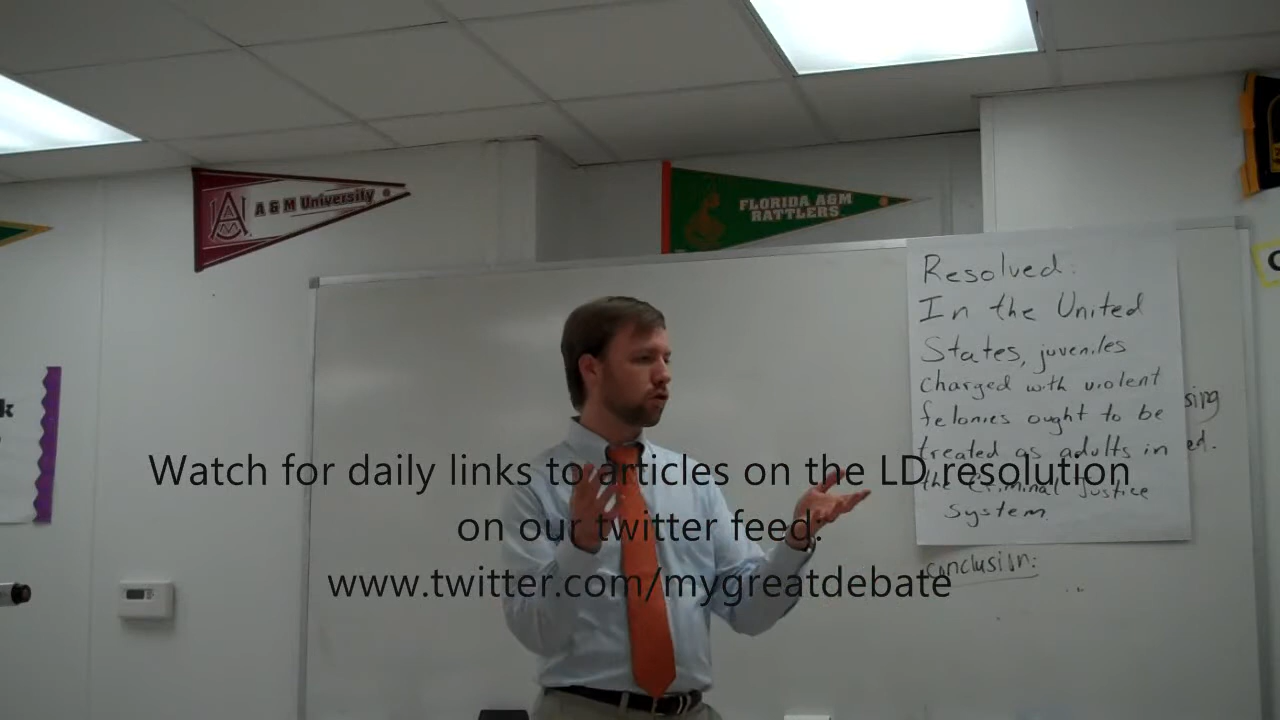 A & M University
FLORIDA A&M
RATTLERS
Resolved:
In the United
States, juveniles
charged with violent
felonies ought to be
treated as adults in
the Criminal Justice
System.
ed.
conclusion:
Watch for daily links to articles on the LD resolution
on our twitter feed:
www.twitter.com/mygreatdebate